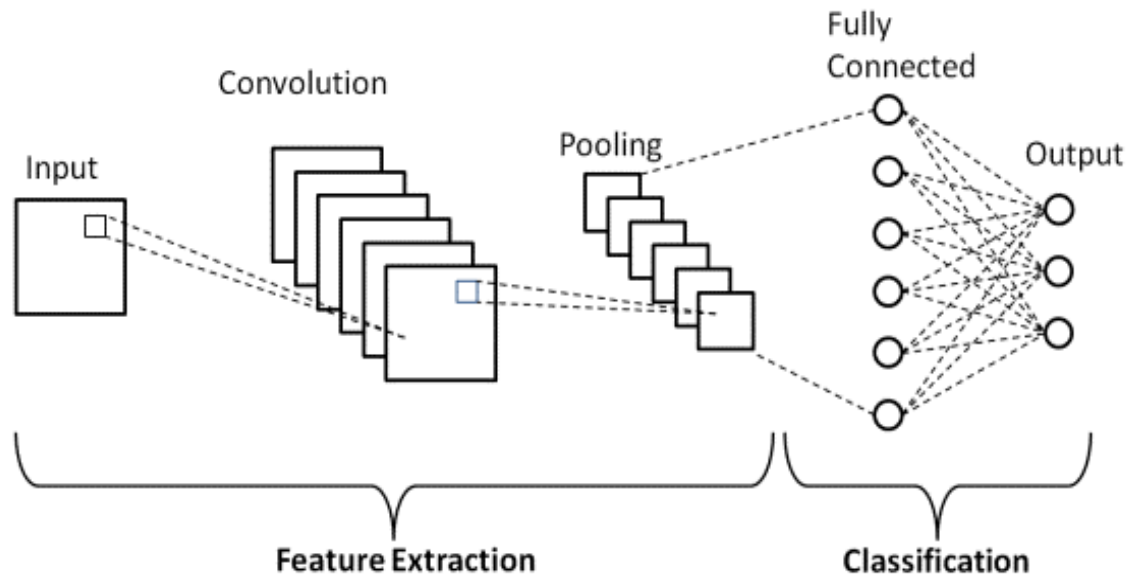 Input
Convolution
Pooling
Fully
Connected
Output
Feature Extraction
Classification